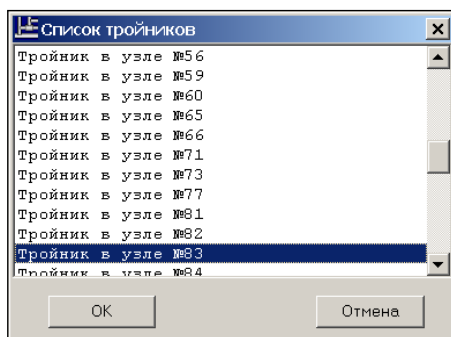 Список тройников
Тройник в узле №56
Тройник в узле №59
Тройник в узле №60
Тройник в узле №65
Тройник в узле №66
Тройник в узле №71
Тройник в узле №73
Тройник в узле №77
Тройник в узле №81
Тройник в узле №82
Тройник в узле №83
Тройник в узле №84
OK
Отмена